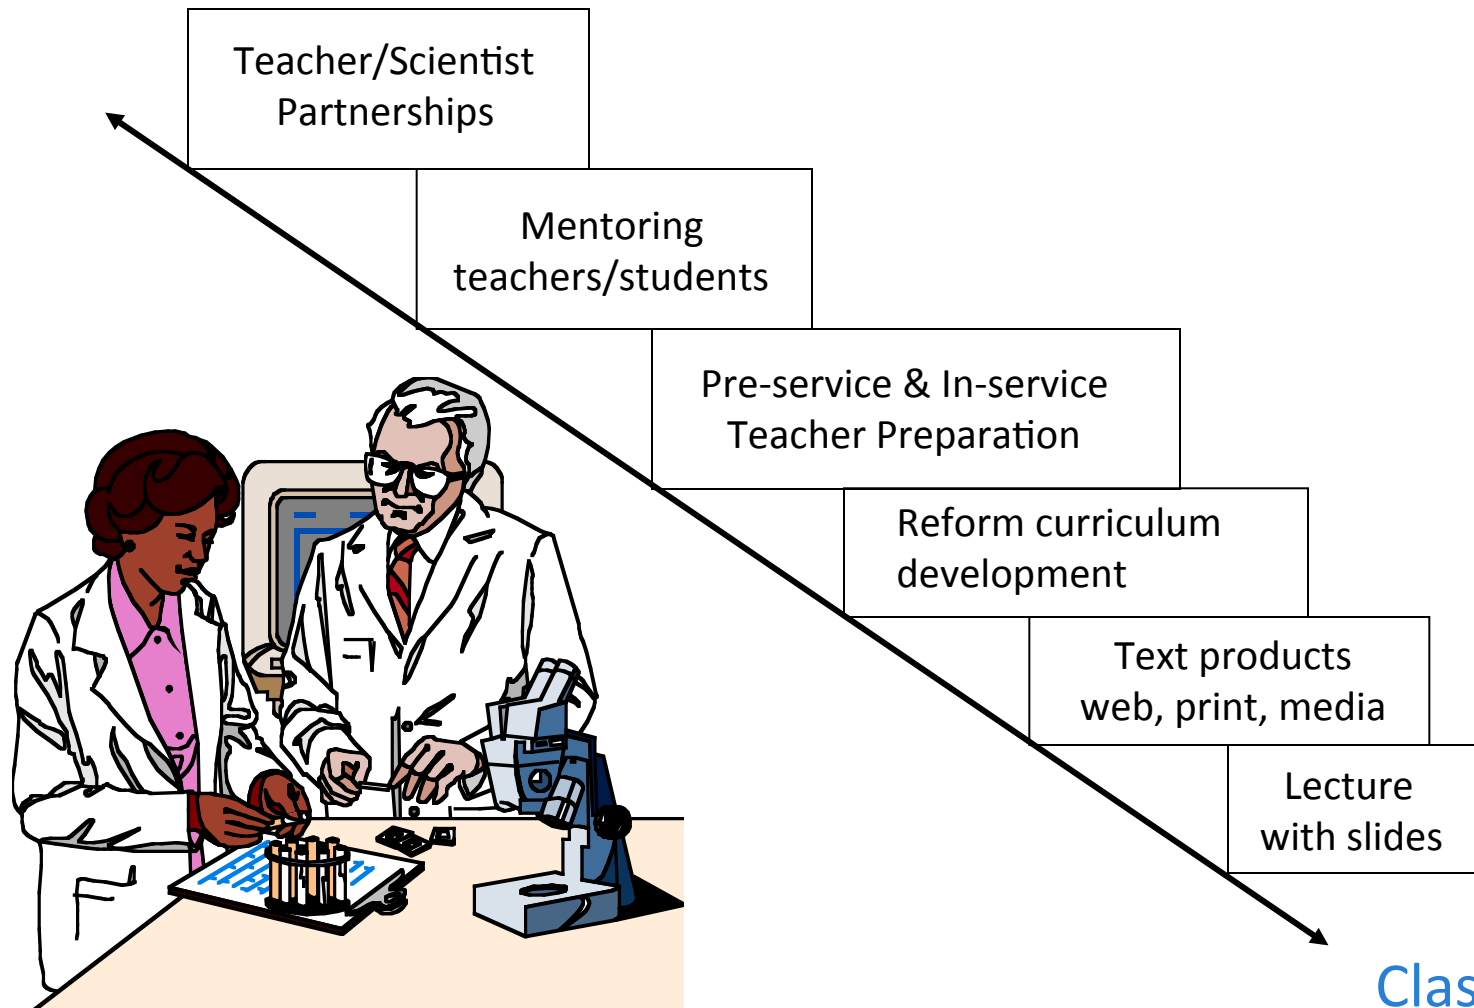 Teacher/Scientist
Partnerships
Mentoring
teachers/students
Pre-service & In-service
Teacher Preparation
Reform curriculum
development
Text products
web, print, media
Lecture
with slides
Clas